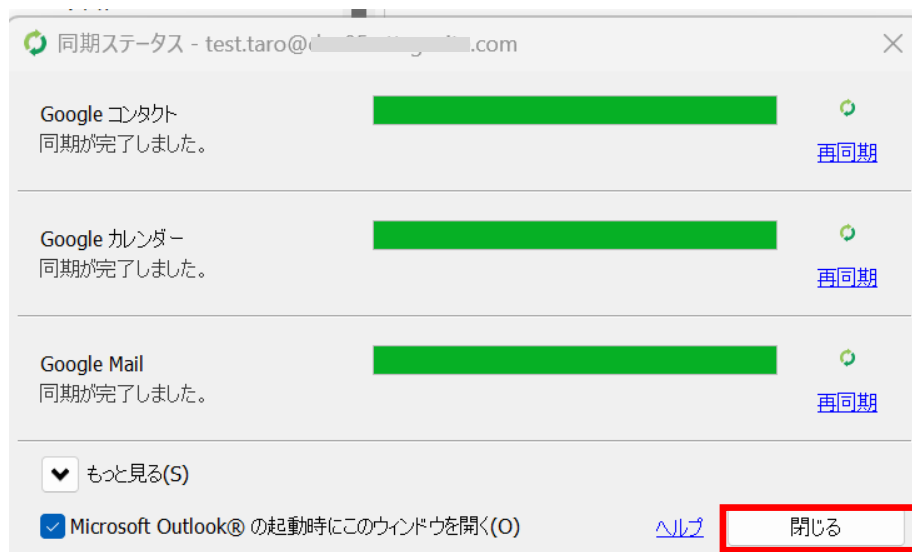 同期ステータス - test.taro@ .com
Google コンタクト
同期が完了しました。
再同期
Google カレンダー
同期が完了しました。
再同期
Google Mail
同期が完了しました。
再同期
もっと見る(S)
Microsoft Outlook® の起動時にこのウィンドウを開く(O)
ヘルプ
閉じる